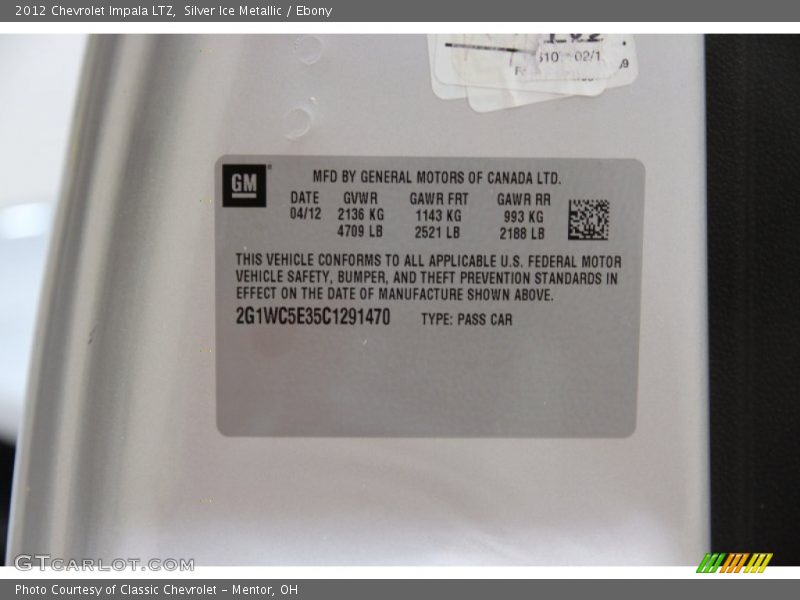 2012 Chevrolet Impala LTZ, Silver Ice Metallic / Ebony
02/1
GM
MFD BY GENERAL MOTORS OF CANADA LTD.
DATE GVWR GAWR FRT GAWR RR
04/12 2136 KG 1143 KG 993 KG
4709 LB 2521 LB 2188 LB
THIS VEHICLE CONFORMS TO ALL APPLICABLE U.S. FEDERAL MOTOR
VEHICLE SAFETY, BUMPER, AND THEFT PREVENTION STANDARDS IN
EFFECT ON THE DATE OF MANUFACTURE SHOWN ABOVE.
2G1WC5E35C1291470 TYPE: PASS CAR
GTCARLOT.COM
Photo Courtesy of Classic Chevrolet - Mentor, OH